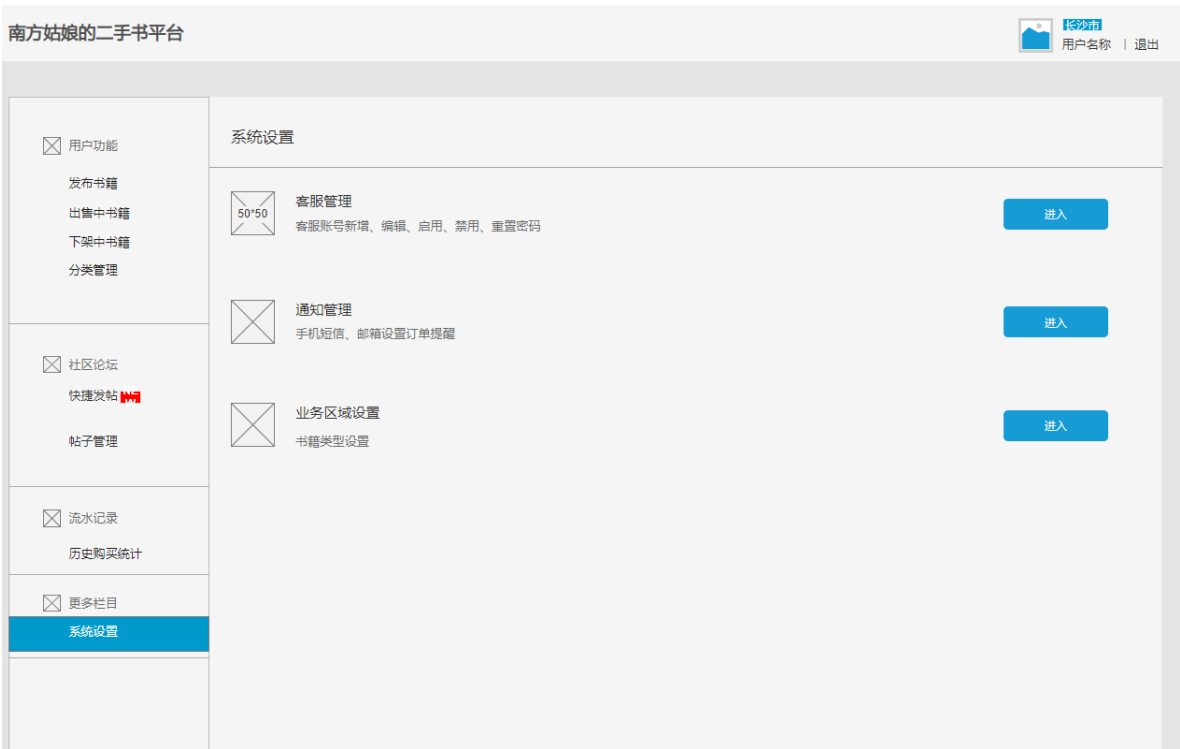 南方姑娘的二手书平台
长沙市
用户名称 | 退出
用户功能
发布书籍
出售中书籍
下架中书籍
分类管理
社区论坛
快捷发帖
帖子管理
流水记录
历史购买统计
更多栏目
系统设置
系统设置
50*50
客服管理
客服账号新增、编辑、启用、禁用、重置密码
进入
通知管理
手机短信、邮箱设置订单提醒
进入
业务区域设置
书籍类型设置
进入